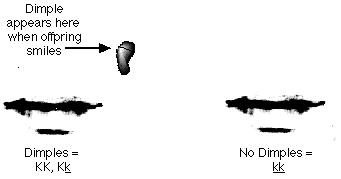 Dimple
appears here
when offpring
smiles
Dimples =
KK, Kk
No Dimples =
kk